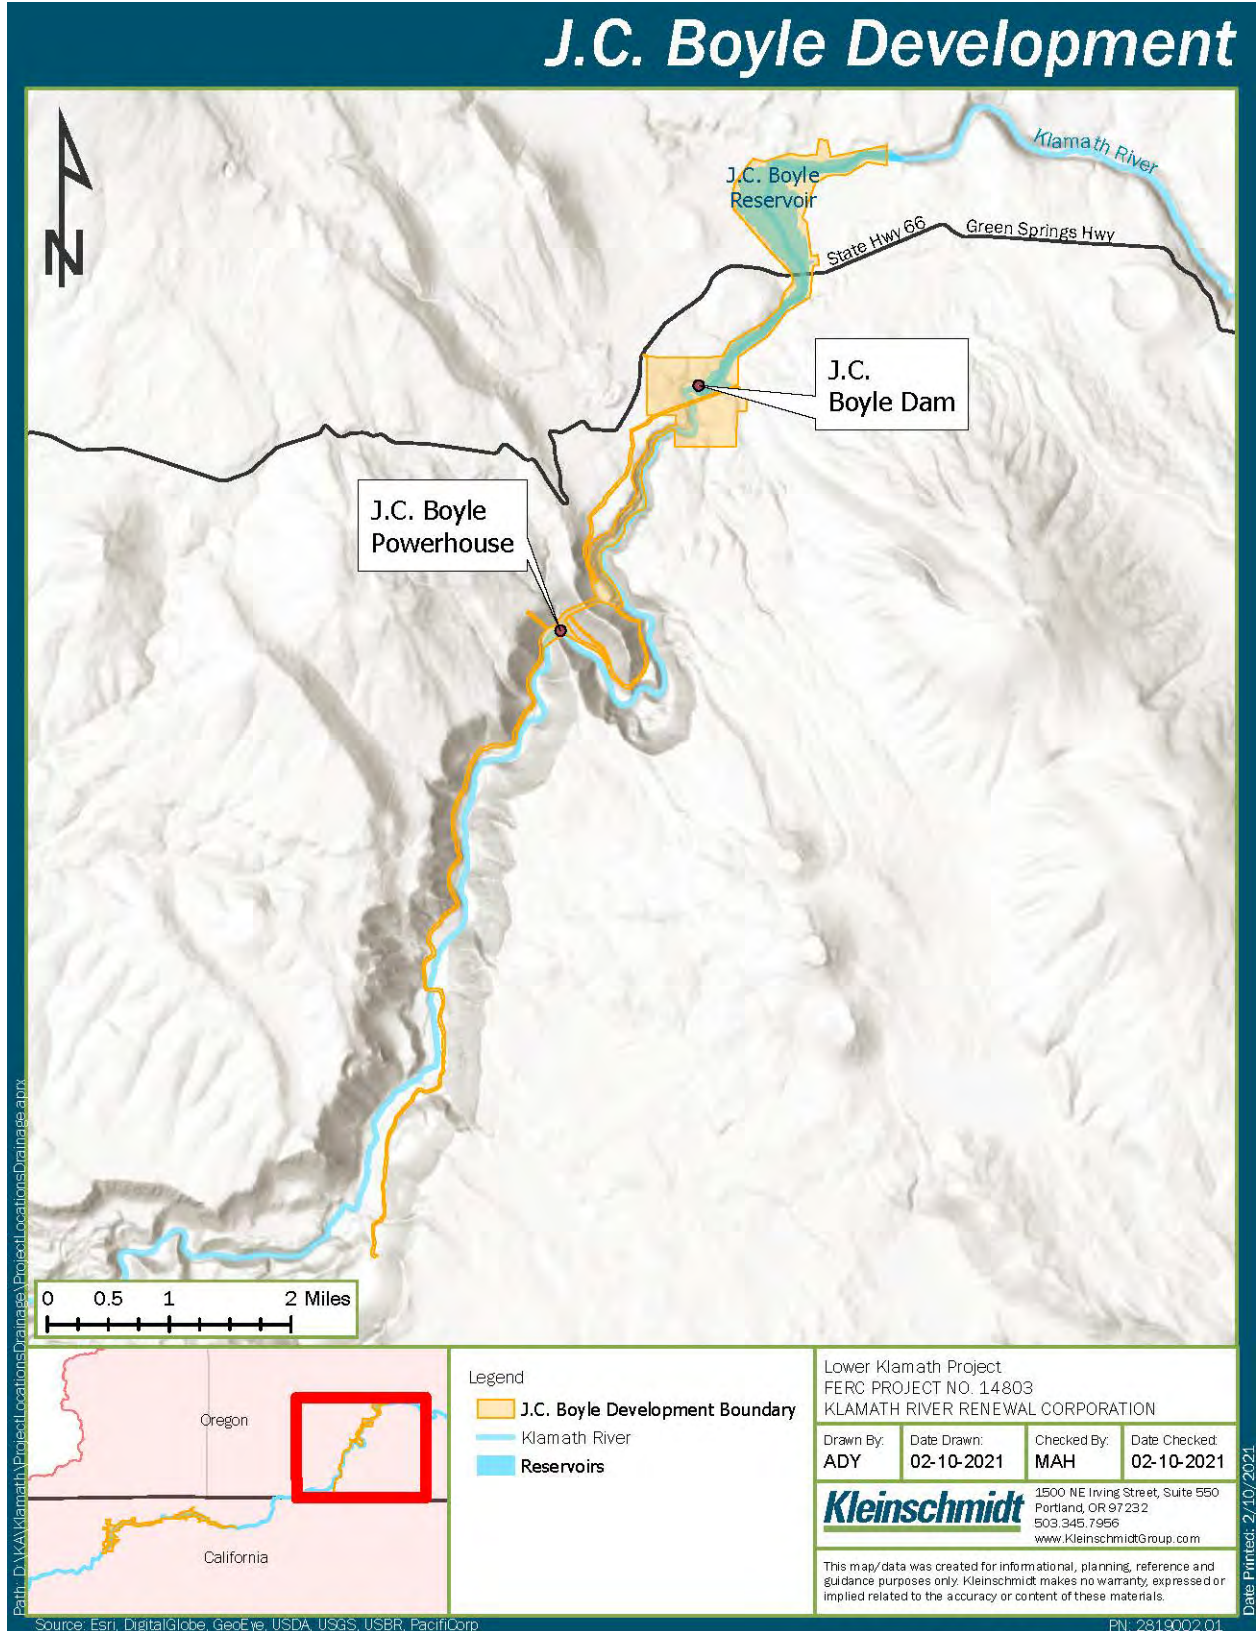 J.C. Boyle Development
N
Klamath River
J.C. Boyle
Reservoir
State Hwy 66
Green Springs Hwy
J.C.
Boyle Dam
J.C. Boyle
Powerhouse
0 0.5 1 2 Miles
Oregon
California
Legend
J.C. Boyle Development Boundary
Klamath River
Reservoirs
Lower Klamath Project
FERC PROJECT NO. 14803
KLAMATH RIVER RENEWAL CORPORATION
Drawn By:
ADY
Date Drawn:
02-10-2021
Checked By:
MAH
Date Checked:
02-10-2021
Kleinschmidt
1500 NE Irving Street, Suite 550
Portland, OR 97232
503.345.7956
www.KleinschmidtGroup.com
This map/data was created for informational, planning, reference and
guidance purposes only. Kleinschmidt makes no warranty, expressed or
implied related to the accuracy or content of these materials.
Path: D:\KA\Klamath\ProjectLocationsDrainage\ProjectLocationsDrainage.aprx
Date Printed: 2/10/2021
Source: Esri, DigitalGlobe, GeoEye, USDA, USGS, USBR, PacifiCorp
PN: 2819002.01